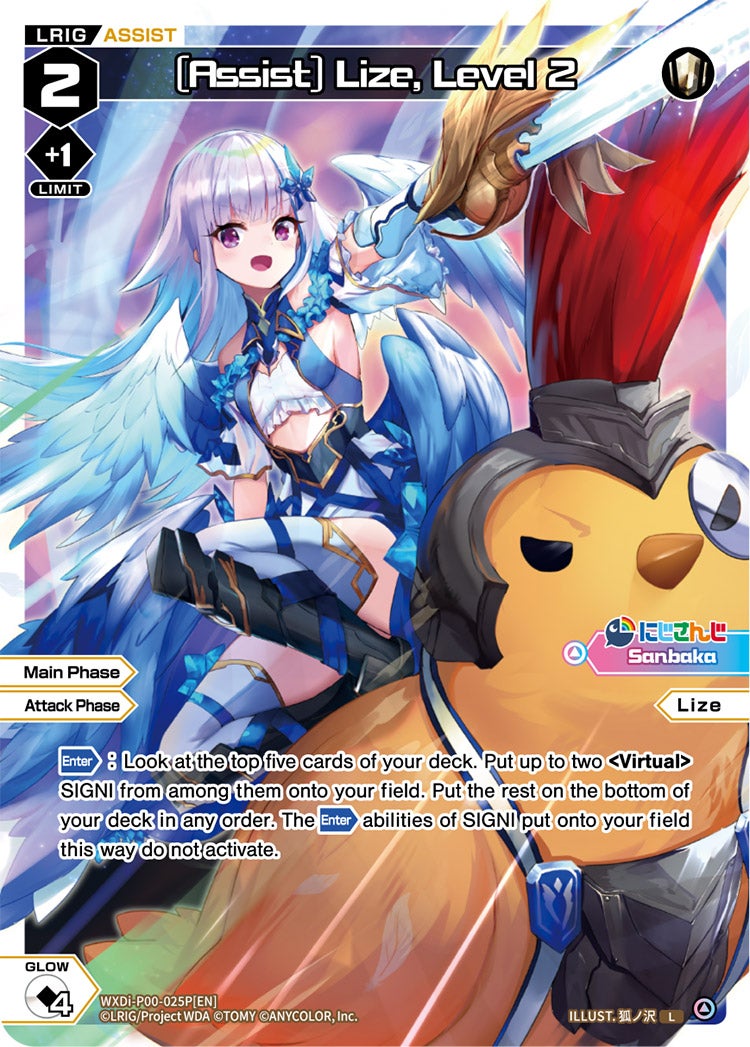 LRIG ASSIST
2
[Assist] Lize, Level 2
+1
LIMIT
にじさんじ
Sanbaka
Main Phase
Attack Phase
Lize
Enter : Look at the top five cards of your deck. Put up to two <Virtual>
SIGNI from among them onto your field. Put the rest on the bottom of
your deck in any order. The Enter abilities of SIGNI put onto your field
this way do not activate.
GLOW
4
WXDi-P00-025P[EN]
©LRIG/Project WDA ©TOMY ©ANYCOLOR, Inc.
ILLUST. 狐ノ沢 L